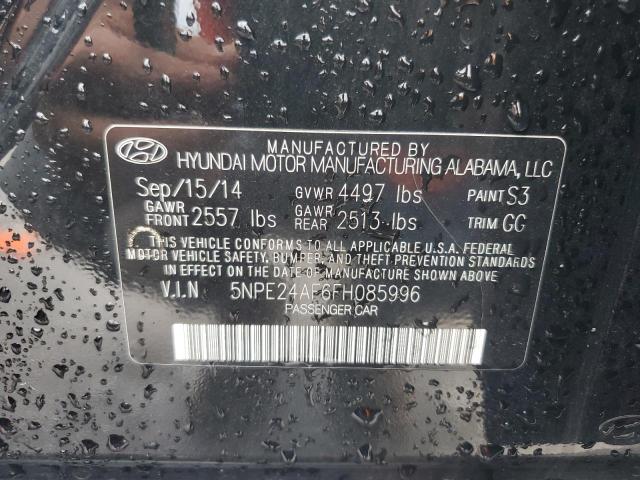 MANUFACTURED BY
HYUNDAI MOTOR MANUFACTURING ALABAMA, LLC
Sep/15/14 GVWR 4497 lbs PAINT S3
GAWR FRONT 2557 lbs GAWR REAR 2513 lbs TRIM GG
THIS VEHICLE CONFORMS TO ALL APPLICABLE U.S.A. FEDERAL
MOTOR VEHICLE SAFETY, BUMPER, AND THEFT PREVENTION STANDARDS
IN EFFECT ON THE DATE OF MANUFACTURE SHOWN ABOVE.
V.I.N 5NPE24AF6FH085996
PASSENGER CAR